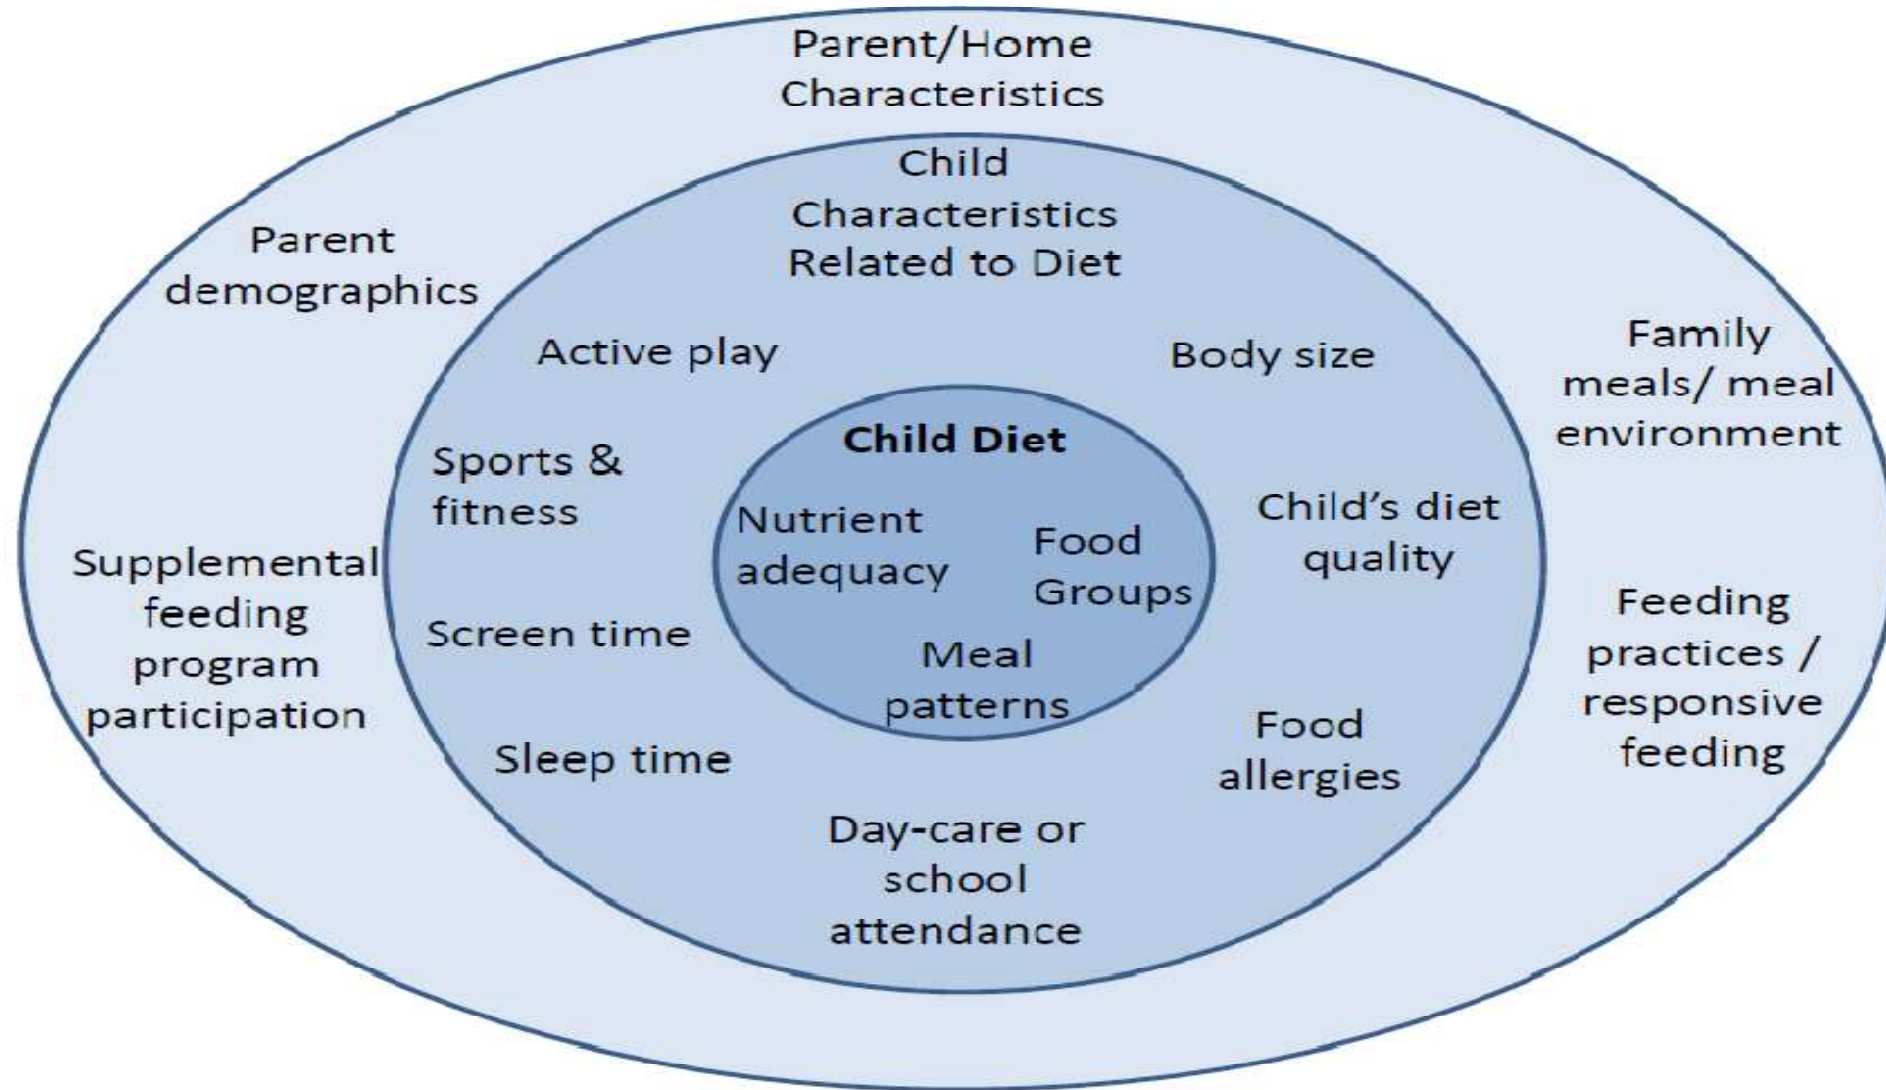 Parent/Home
Characteristics
Child
Characteristics
Related to Diet
Parent
demographics
Active play
Body size
Family
meals/ meal
environment
Child Diet
Sports &
fitness
Nutrient
adequacy
Food
Groups
Child’s diet
quality
Supplemental
feeding
program
participation
Screen time
Meal
patterns
Feeding
practices /
responsive
feeding
Sleep time
Food
allergies
Day-care or
school
attendance